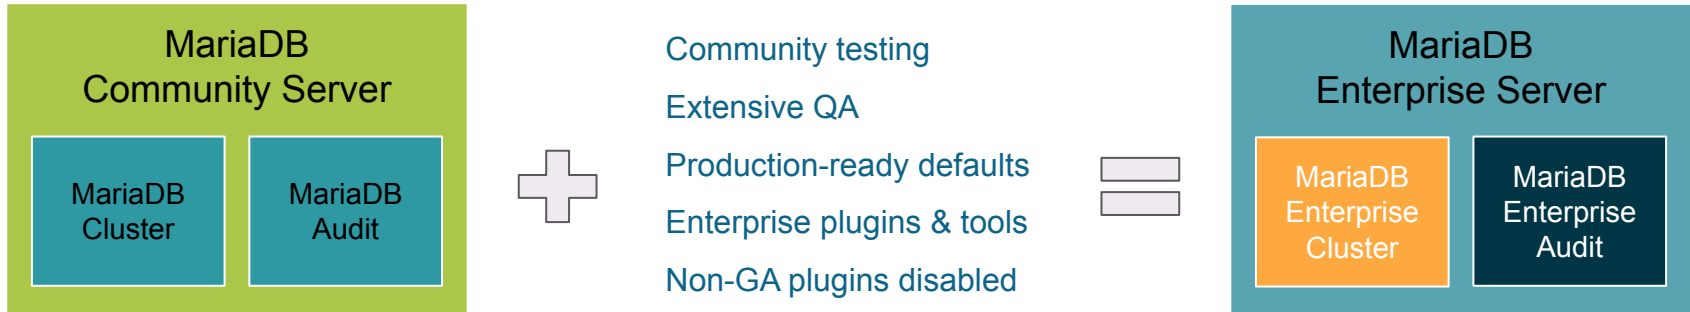 MariaDB
Community Server
MariaDB
Cluster
MariaDB
Audit
Community testing
Extensive QA
Production-ready defaults
Enterprise plugins & tools
Non-GA plugins disabled
MariaDB
Enterprise Server
MariaDB
Enterprise
Cluster
MariaDB
Enterprise
Audit